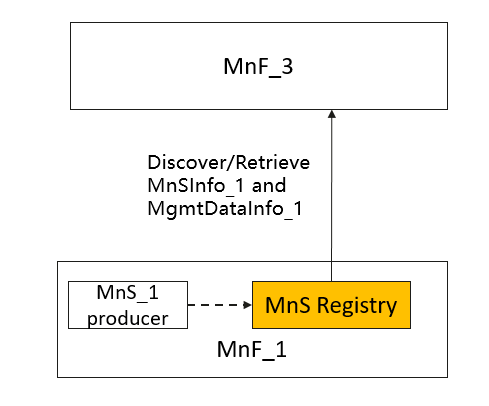 MnF_3
Discover/Retrieve
MnSInfo_1 and
MgmtDataInfo_1
MnS_1
producer
MnS Registry
MnF_1